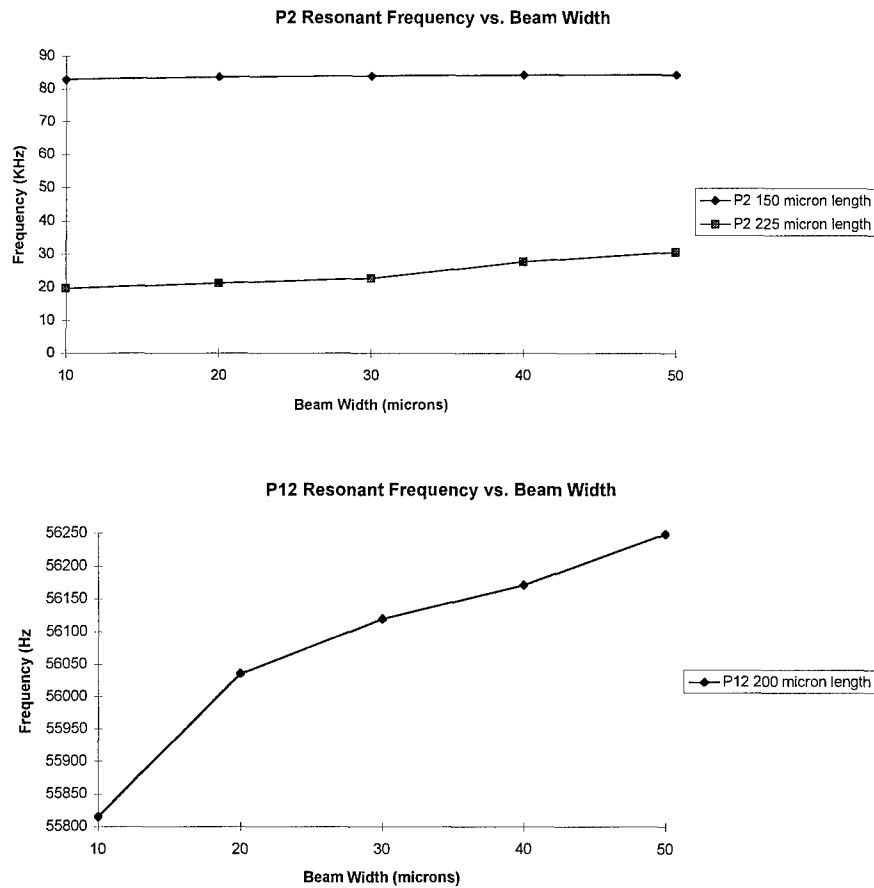 P2 Resonant Frequency vs. Beam Width
90
80
70
60
50
40
30
20
10
0
Frequency (KHz)
10 20 30 40 50
Beam Width (microns)
P2 150 micron length
P2 225 micron length
P12 Resonant Frequency vs. Beam Width
56250
56200
56150
56100
56050
56000
55950
55900
55850
55800
Frequency (Hz
10 20 30 40 50
Beam Width (microns)
P12 200 micron length